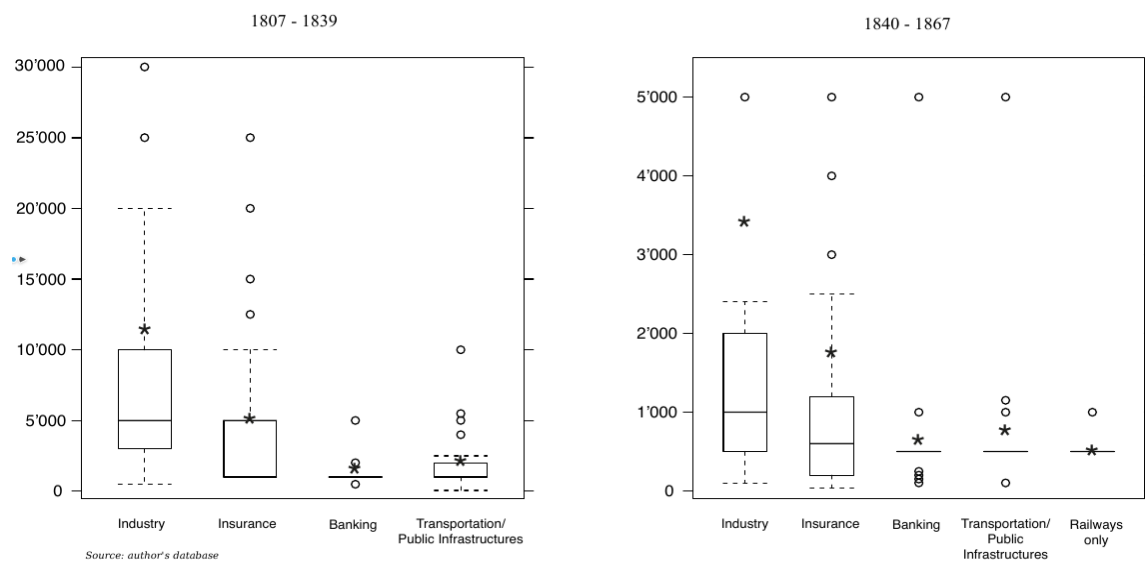 1807 - 1839
30’000
25’000
20’000
15’000
10’000
5’000
0
Industry
Insurance
Banking
Transportation/
Public Infrastructures
Source: author's database
1840 - 1867
5’000
4’000
3’000
2’000
1’000
0
Industry
Insurance
Banking
Transportation/
Public
Infrastructures
Railways
only